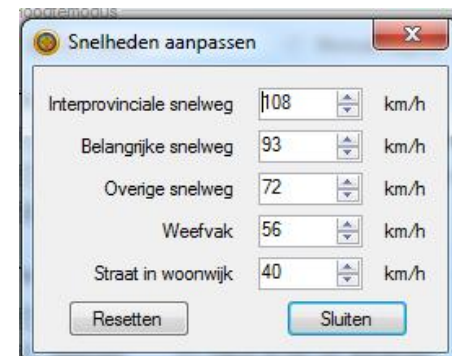 Snelheden aanpassen
Interprovinciale snelweg 108 km/h
Belangrijke snelweg 93 km/h
Overige snelweg 72 km/h
Weefvak 56 km/h
Straat in woonwijk 40 km/h
Resetten Sluiten